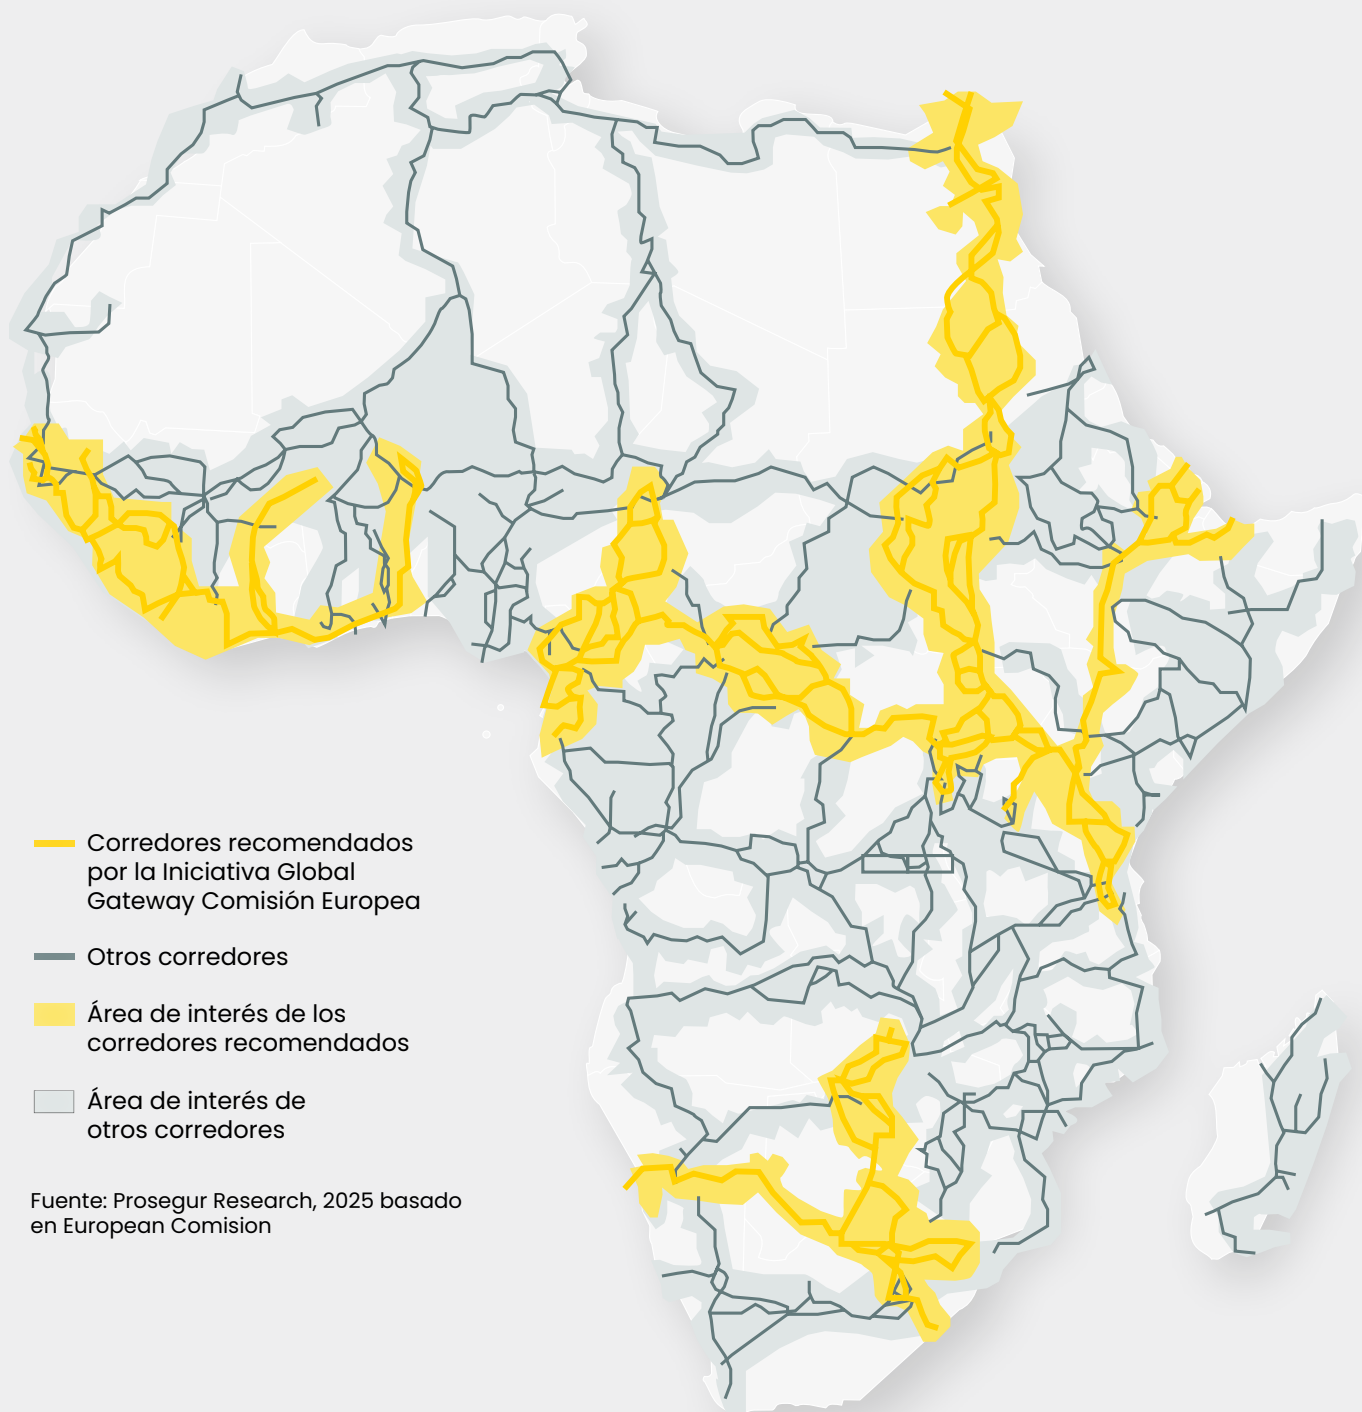 Corredores recomendados
por la Iniciativa Global
Gateway Comisión Europea
Otros corredores
Área de interés de los
corredores recomendados
Área de interés de
otros corredores
Fuente: Prosegur Research, 2025 basado
en European Comision